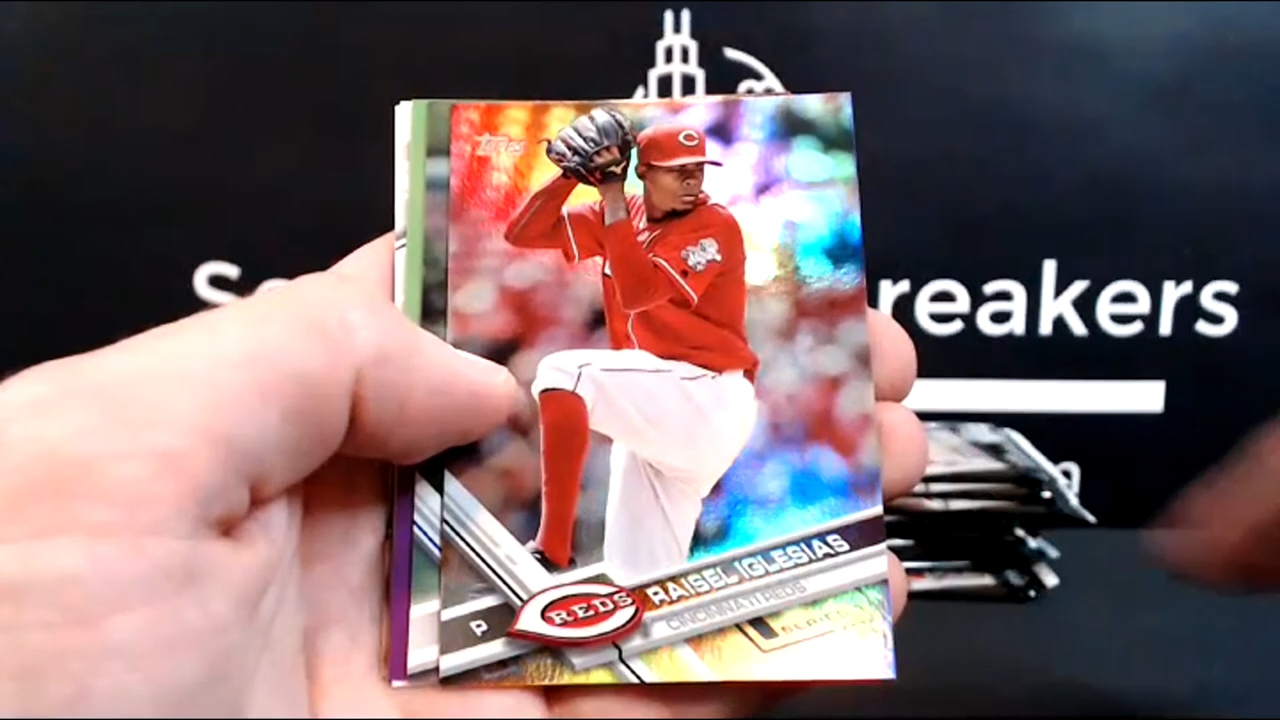 Topps
reakers
RAISEL IGLESIAS
CINCINNATI REDS
REDS
P